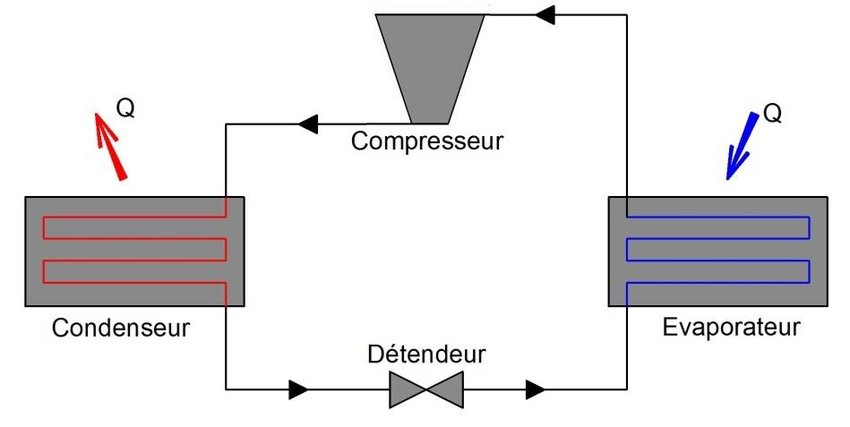 Q
Q
Compresseur
Condenseur
Evaporateur
Détendeur